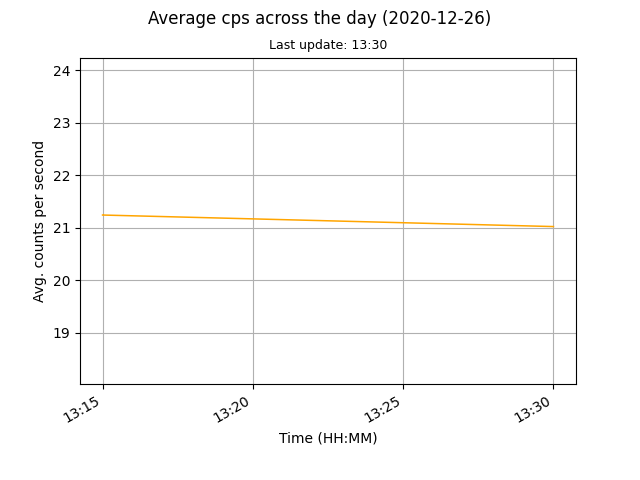 Average cps across the day (2020-12-26)
Last update: 13:30
24
23
22
21
20
19
Avg. counts per second
13:15
13:20
13:25
13:30
Time (HH:MM)